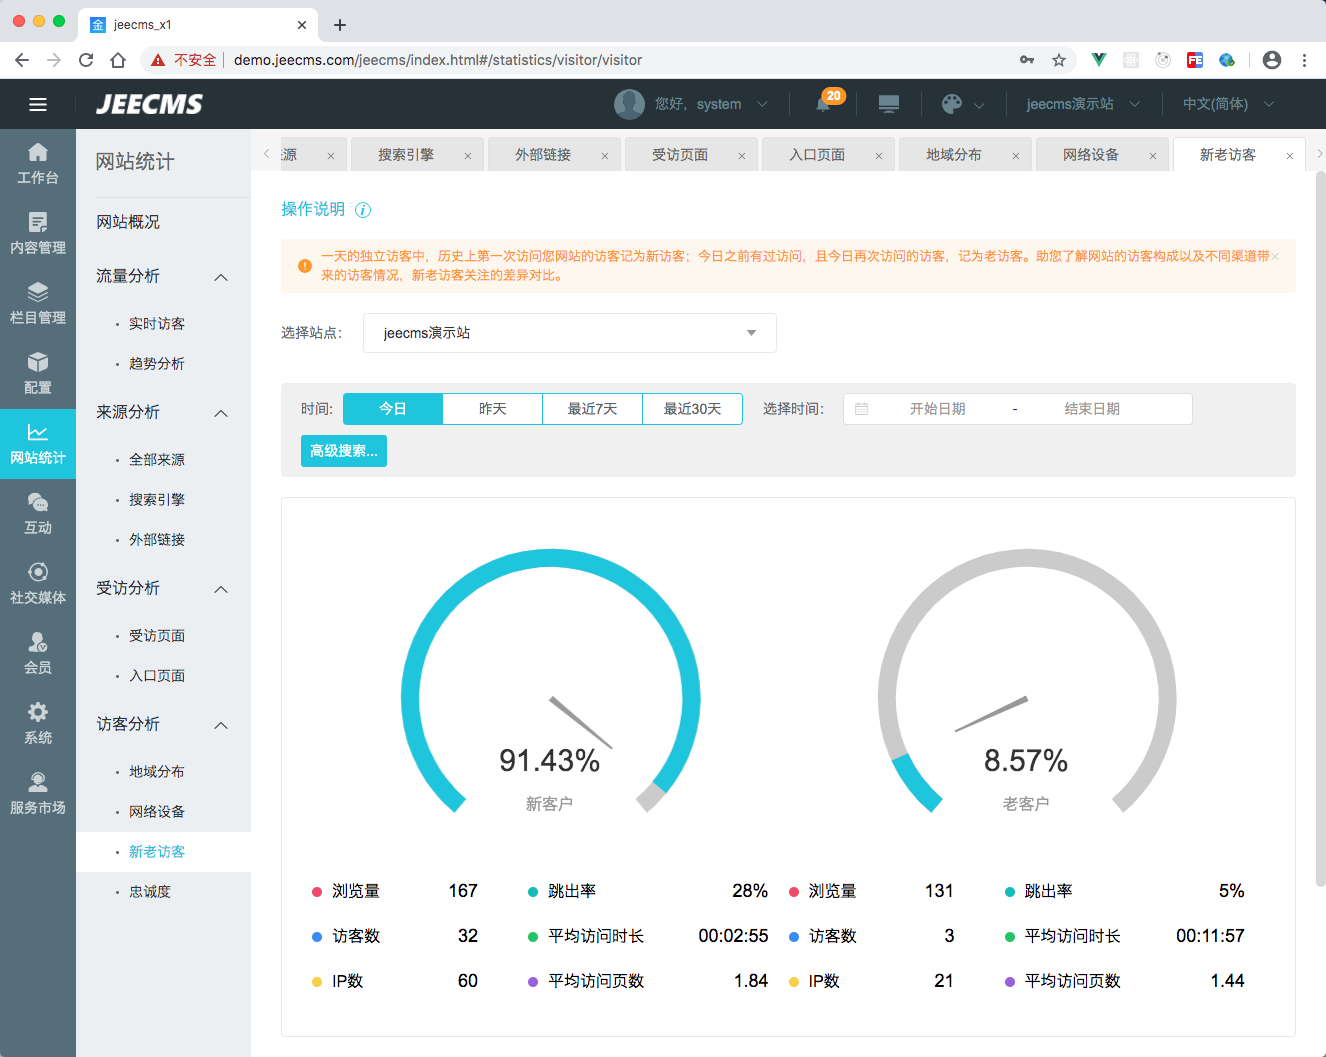 金 jeecms_x1
不安全 demo.jeecms.com/jeecms/index.html#/statistics/visitor/visitor
FE
JEECMS
您好，system
20
jeecms演示站
中文(简体)
工作台
内容管理
栏目管理
配置
网站统计
互动
社交媒体
会员
系统
服务市场
网站统计
网站概况
流量分析
实时访客
趋势分析
来源分析
全部来源
搜索引擎
外部链接
受访分析
受访页面
入口页面
访客分析
地域分布
网络设备
新老访客
忠诚度
源 搜索引擎 外部链接 受访页面 入口页面 地域分布 网络设备 新老访客
操作说明
一天的独立访客中，历史上第一次访问您网站的访客记为新访客；今日之前有过访问，且今日再次访问的访客，记为老访客。助您了解网站的访客构成以及不同渠道带
来的访客情况，新老访客关注的差异对比。
选择站点： jeecms演示站
时间: 今日 昨天 最近7天 最近30天 选择时间： 开始日期 - 结束日期
高级搜索...
91.43%
新客户
8.57%
老客户
浏览量 167 跳出率 28% 浏览量 131 跳出率 5%
访客数 32 平均访问时长 00:02:55 访客数 3 平均访问时长 00:11:57
IP数 60 平均访问页数 1.84 IP数 21 平均访问页数 1.44